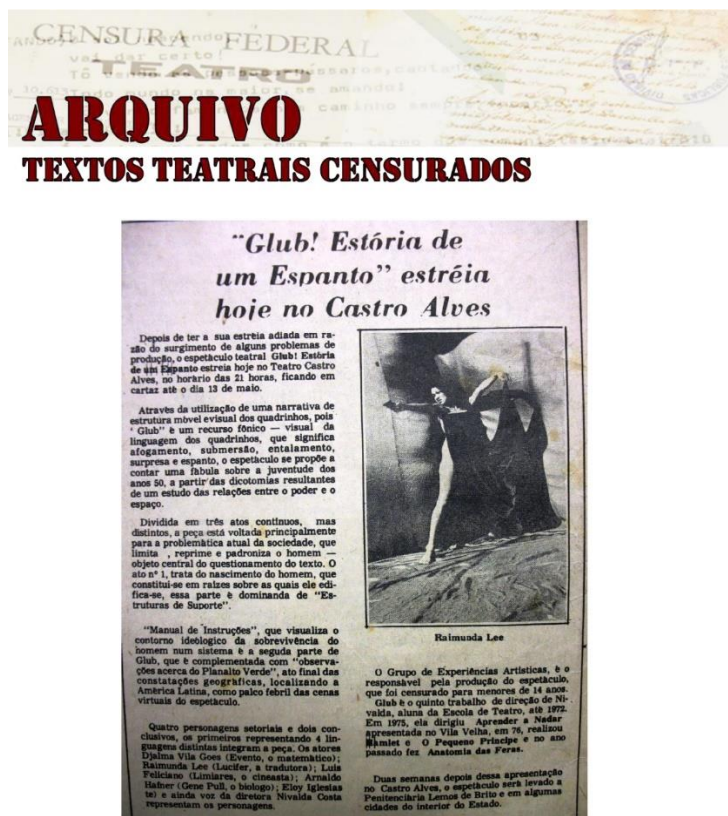 CENSURA FEDERAL
vai dar certo!
TEATRO
ARQUIVO
TEXTOS TEATRAIS CENSURADOS
"Glub! Estória de
um Espanto" estréia
hoje no Castro Alves
Depois de ter a sua estréia adiada em ra-
zão do surgimento de alguns problemas de
produção, o espetáculo teatral Glub! Estória
de um Espanto estreia hoje no Teatro Castro
Alves, no horário das 21 horas, ficando em
cartaz até o dia 13 de maio.
Através da utilização de uma narrativa de
estrutura móvel evisual dos quadrinhos, pois
' Glub" é um recurso fônico — visual da
linguagem dos quadrinhos, que significa
afogamento, submersão, entalamento,
surpresa e espanto, o espetáculo se propõe a
contar uma fábula sobre a juventude dos
anos 50, a partir das dicotomias resultantes
de um estudo das relações entre o poder e o
espaço.
Dividida em três atos contínuos, mas
distintos, a peça está voltada principalmente
para a problemática atual da sociedade, que
limita , reprime e padroniza o homem —
objeto central do questionamento do texto. O
ato nº 1, trata do nascimento do homem, que
constitui-se em raízes sobre as quais ele edi-
fica-se, essa parte é dominanda de "Es-
truturas de Suporte".
"Manual de Instruções", que visualiza o
contorno ideológico da sobrevivência do
homem num sistema é a seguda parte de
Glub, que é complementada com "observa-
ções acerca do Planalto Verde", ato final das
constatações geográficas, localizando a
América Latina, como palco febril das cenas
virtuais do espetáculo.
Quatro personagens setoriais e dois con-
clusivos, os primeiros representando 4 lin-
guagens distintas integram a peça. Os atores
Djalma Vila Goes (Evento, o matemático);
Raimunda Lee (Lucifer, a tradutora); Luis
Feliciano (Limiares, o cineasta); Arnaldo
Hafner (Gene Pull, o biologo); Eloy Iglesias
te) e ainda voz da diretora Nivalda Costa
representam os personagens.
Raimunda Lee
O Grupo de Experiências Artísticas, é o
responsável pela produção do espetáculo,
que foi censurado para menores de 14 anos.
Glub é o quinto trabalho de direção de Ni-
valda, aluna da Escola de Teatro, até 1972.
Em 1975, ela dirigiu Aprender a Nadar
apresentada no Vila Velha, em 76, realizou
Hamlet e O Pequeno Principe e no ano
passado fez Anatomia das Feras.
Duas semanas depois dessa apresentação
no Castro Alves, o espetáculo será levado a
Penitenciária Lemos de Brito e em algumas
cidades do interior do Estado.